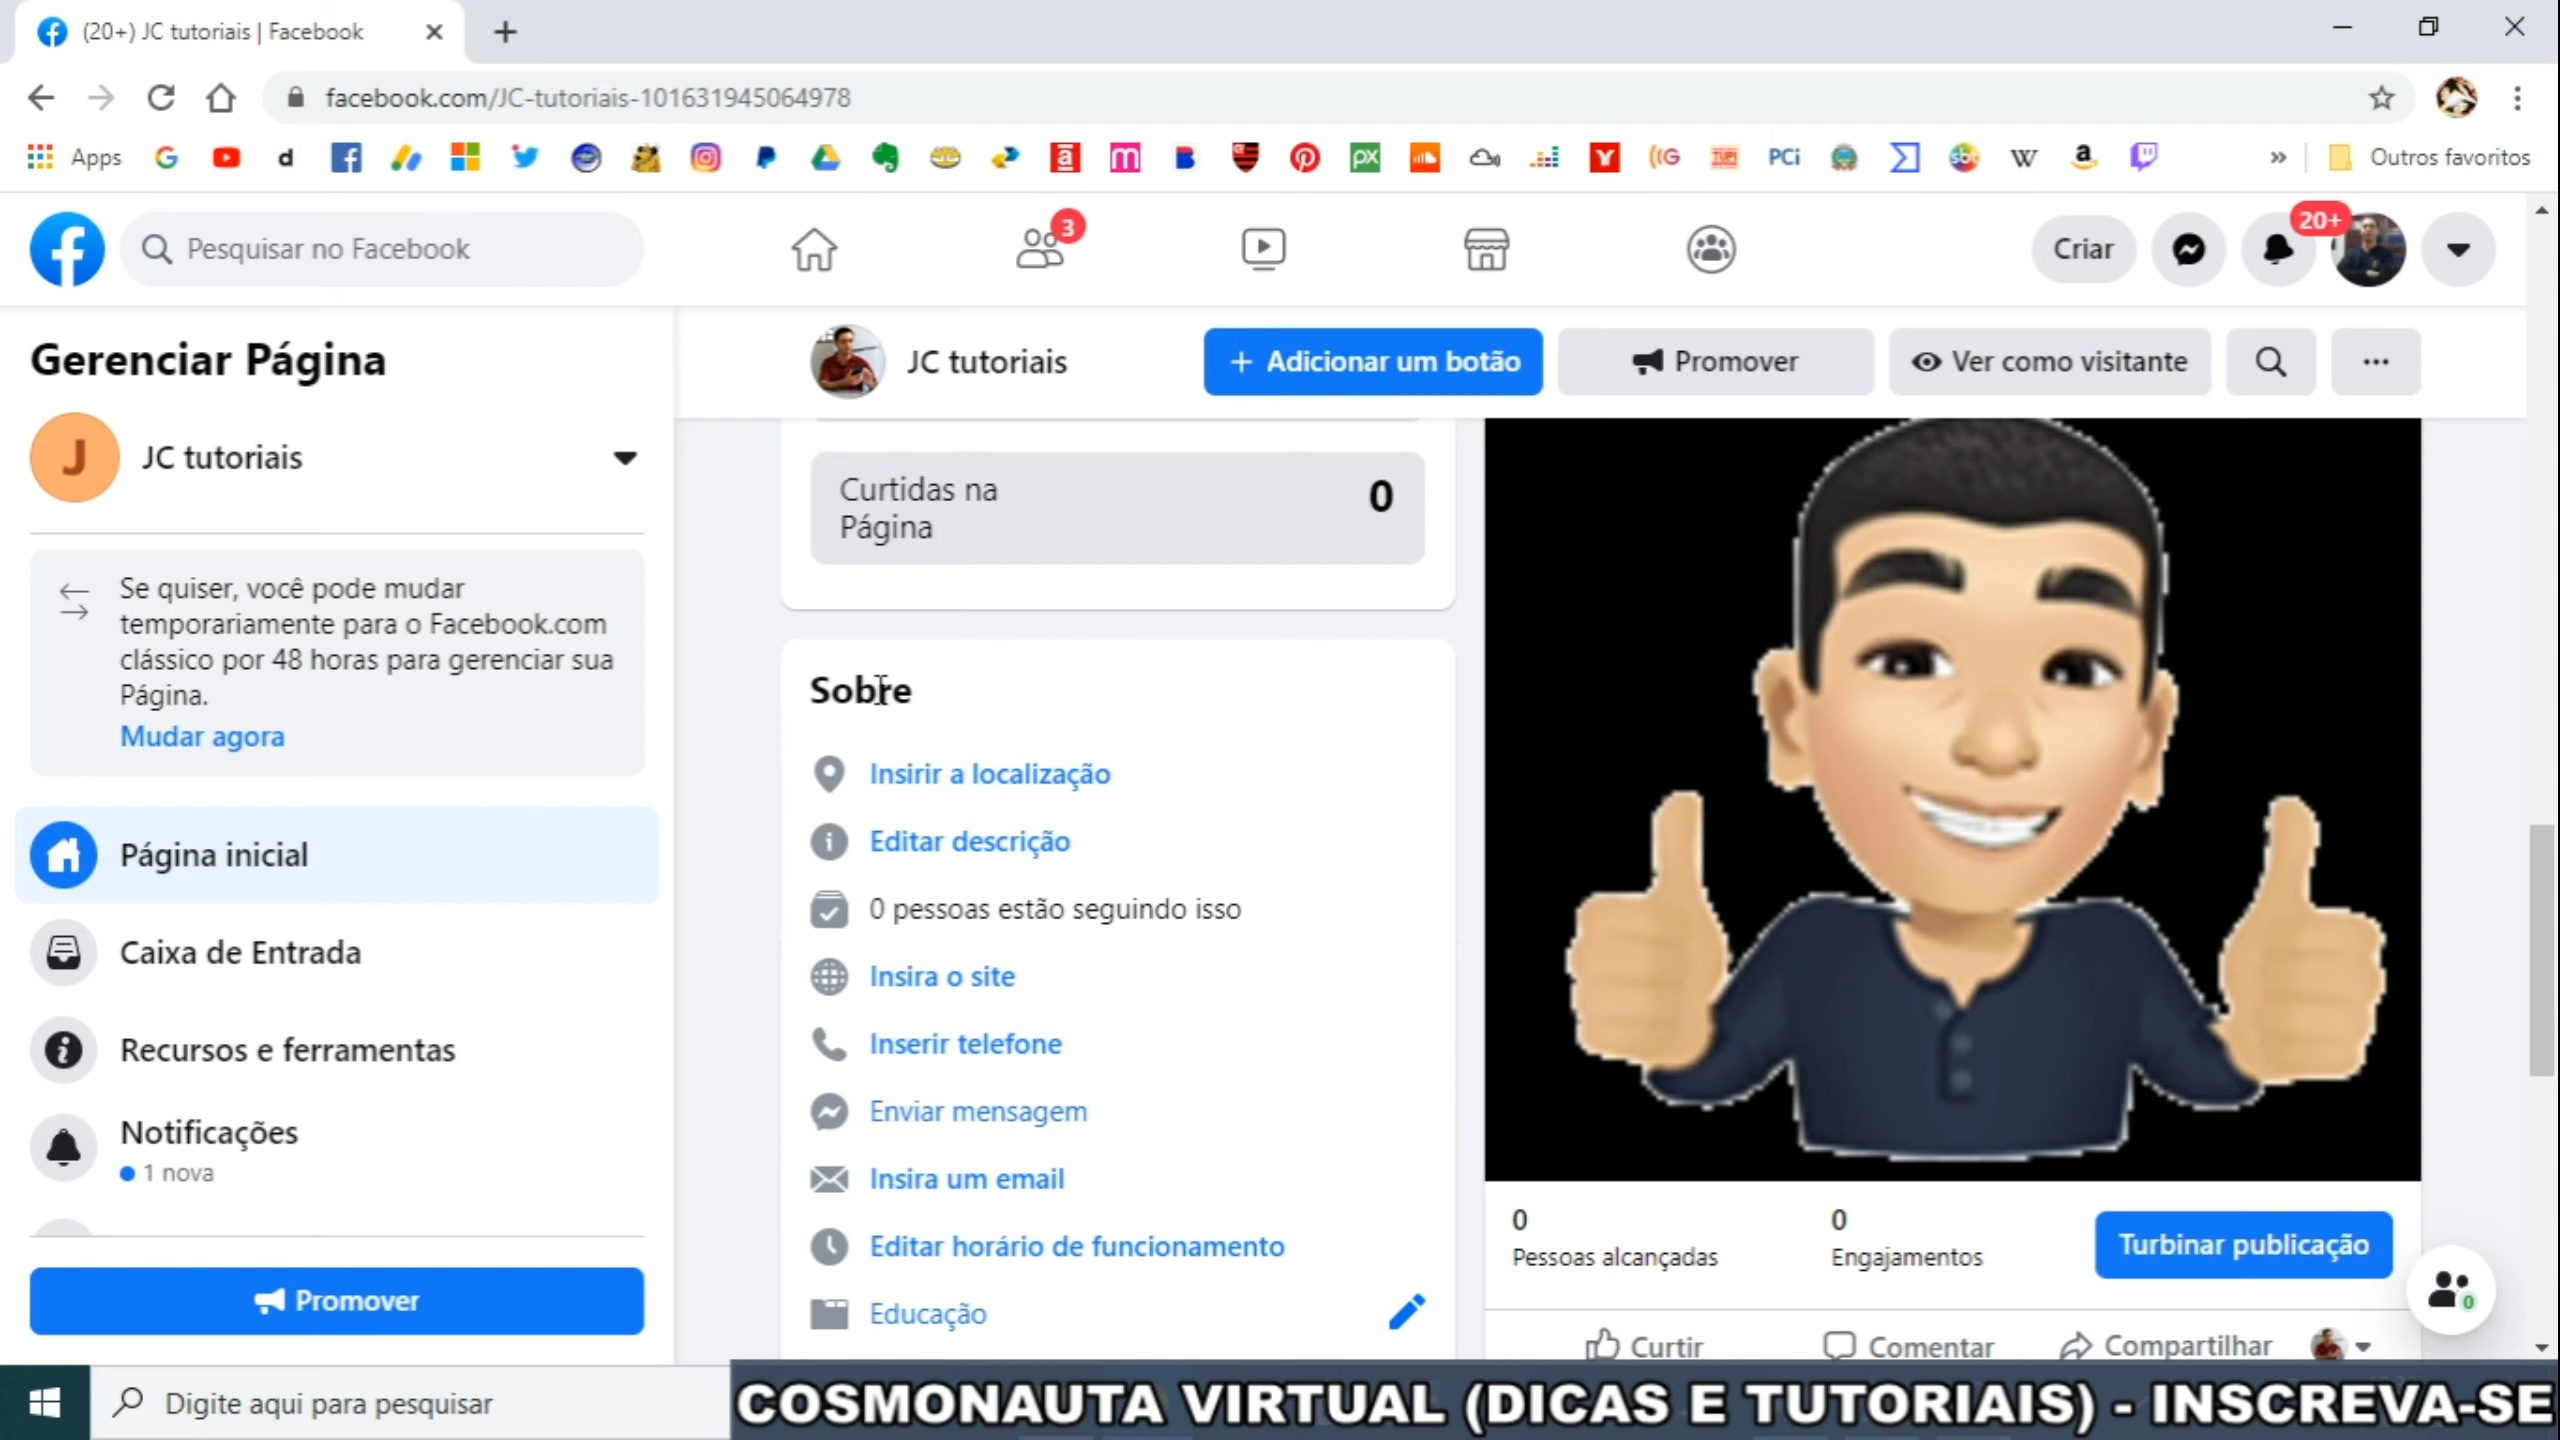 (20+) JC tutoriais | Facebook
facebook.com/JC-tutoriais-101631945064978
Apps
Outros favoritos
Pesquisar no Facebook
3
Criar
20+
Gerenciar Página
J
JC tutoriais
Se quiser, você pode mudar
temporariamente para o Facebook.com
clássico por 48 horas para gerenciar sua
Página.
Mudar agora
Página inicial
Caixa de Entrada
Recursos e ferramentas
Notificações
1 nova
Promover
JC tutoriais
+ Adicionar um botão
Promover
Ver como visitante
Curtidas na
Página
0
Sobre
Insirir a localização
Editar descrição
0 pessoas estão seguindo isso
Insira o site
Inserir telefone
Enviar mensagem
Insira um email
Editar horário de funcionamento
Educação
0
Pessoas alcançadas
0
Engajamentos
Turbinar publicação
0
Curtir
Comentar
Compartilhar
Digite aqui para pesquisar
COSMONAUTA VIRTUAL (DICAS E TUTORIAIS) - INSCREVA-SE